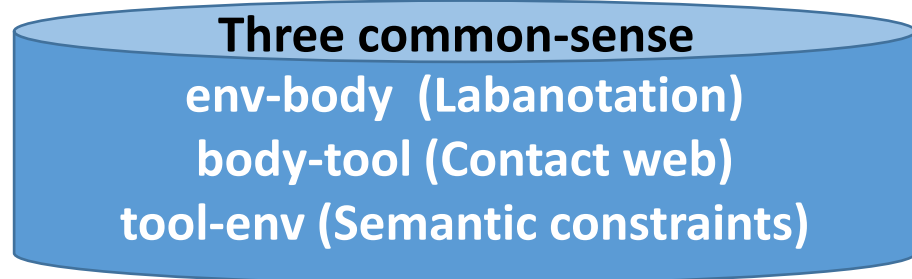 Three common-sense
env-body (Labanotation)
body-tool (Contact web)
tool-env (Semantic constraints)